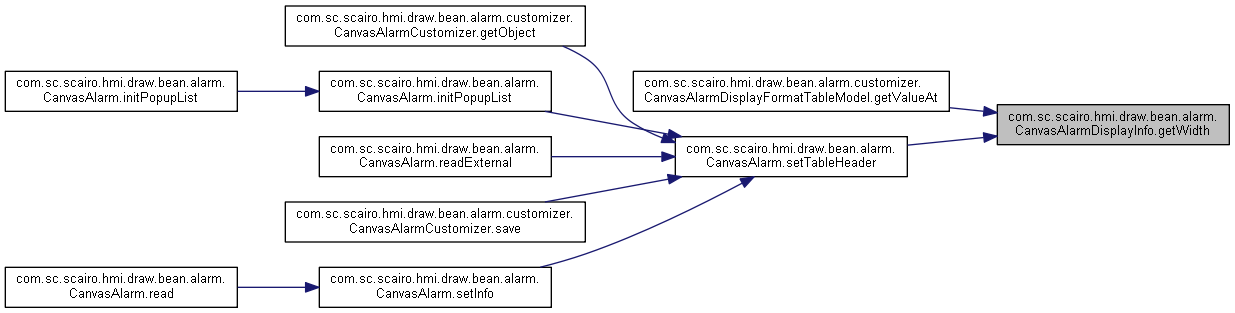 com.sc.scairo.hmi.draw.bean.alarm.customizer.
CanvasAlarmCustomizer.getObject
com.sc.scairo.hmi.draw.bean.alarm.
CanvasAlarm.initPopupList
com.sc.scairo.hmi.draw.bean.alarm.
CanvasAlarm.initPopupList
com.sc.scairo.hmi.draw.bean.alarm.customizer.
CanvasAlarmDisplayFormatTableModel.getValueAt
com.sc.scairo.hmi.draw.bean.alarm.
CanvasAlarmDisplayInfo.getWidth
com.sc.scairo.hmi.draw.bean.alarm.
CanvasAlarm.readExternal
com.sc.scairo.hmi.draw.bean.alarm.
CanvasAlarm.setTableHeader
com.sc.scairo.hmi.draw.bean.alarm.customizer.
CanvasAlarmCustomizer.save
com.sc.scairo.hmi.draw.bean.alarm.
CanvasAlarm.read
com.sc.scairo.hmi.draw.bean.alarm.
CanvasAlarm.setInfo